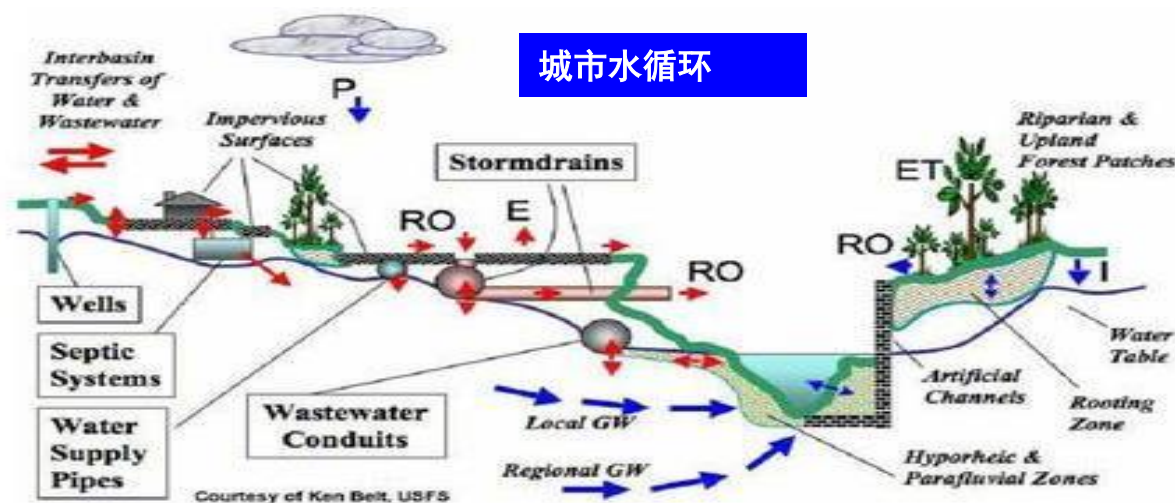 城市水循环
Interbasin
Transfers of
Water &
Wastewater
Impervious
Surfaces
P
Stormdrains
Riparian &
Upland
Forest Patches
ET
RO
E
RO
RO
I
Wells
Septic
Systems
Water
Supply
Pipes
Wastewater
Conduits
Local GW
Regional GW
Water
Table
Artificial
Channels
Rooting
Zone
Hyporheic &
Parafluvial Zones
Courtesy of Ken Belt, USFS